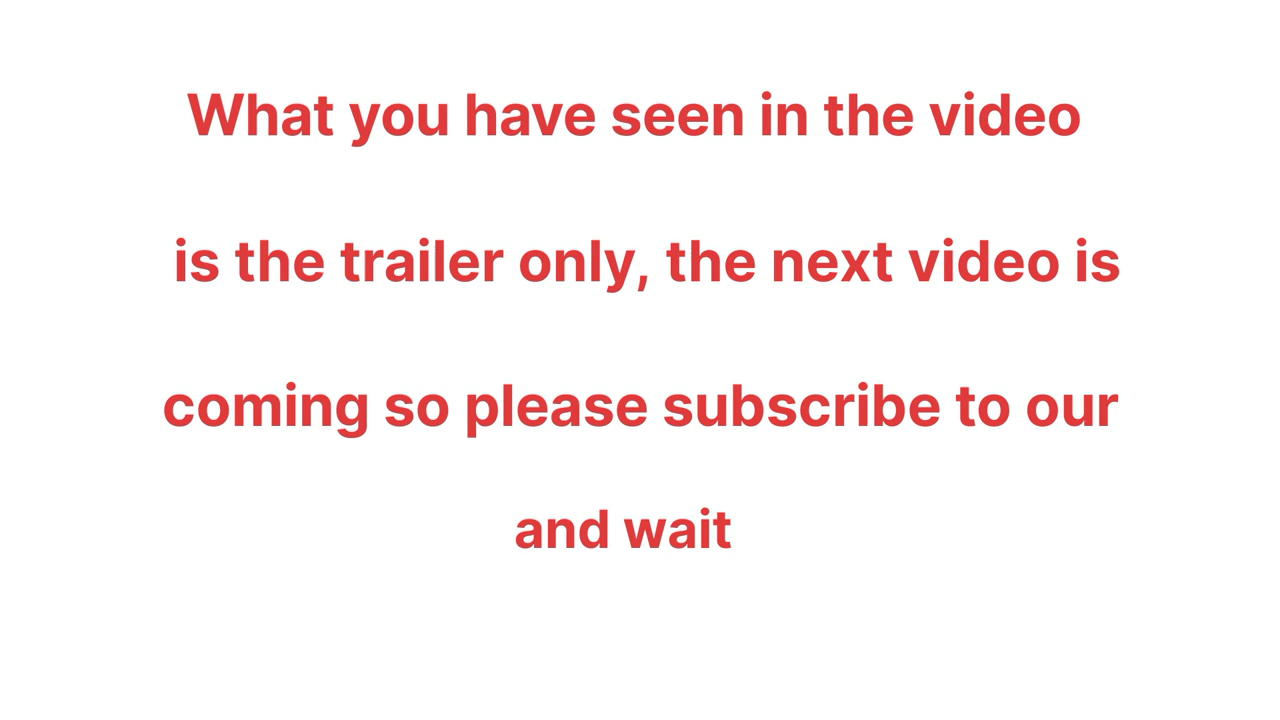 What you have seen in the video
is the trailer only, the next video is
coming so please subscribe to our
and wait